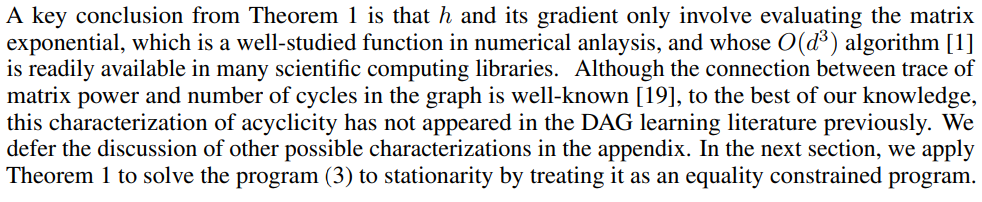 A key conclusion from Theorem 1 is that h and its gradient only involve evaluating the matrix
exponential, which is a well-studied function in numerical anlaysis, and whose O(d³) algorithm [1]
is readily available in many scientific computing libraries. Although the connection between trace of
matrix power and number of cycles in the graph is well-known [19], to the best of our knowledge,
this characterization of acyclicity has not appeared in the DAG learning literature previously. We
defer the discussion of other possible characterizations in the appendix. In the next section, we apply
Theorem 1 to solve the program (3) to stationarity by treating it as an equality constrained program.